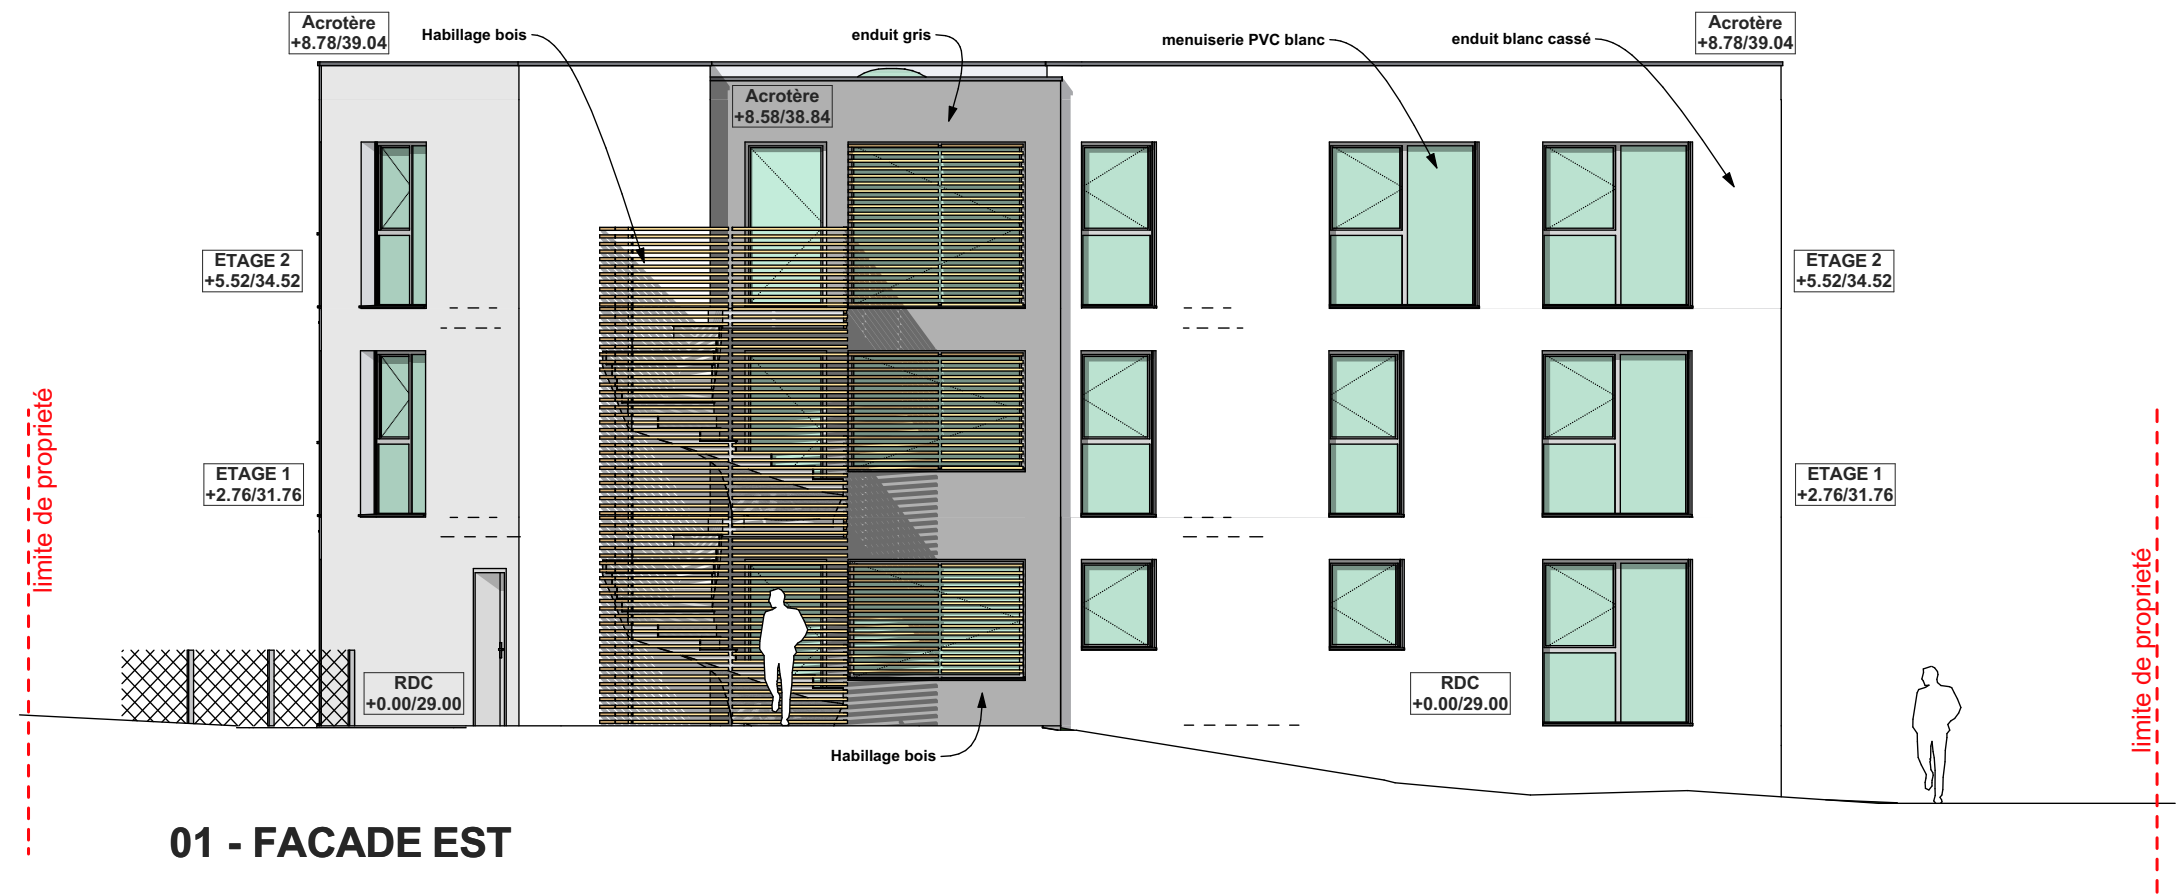 Acrotère
+8.78/39.04
Habillage bois
enduit gris
menuiserie PVC blanc
enduit blanc cassé
Acrotère
+8.78/39.04
Acrotère
+8.58/38.84
ETAGE 2
+5.52/34.52
ETAGE 2
+5.52/34.52
ETAGE 1
+2.76/31.76
ETAGE 1
+2.76/31.76
limite de proprieté
limite de proprieté
RDC
+0.00/29.00
RDC
+0.00/29.00
Habillage bois
01 - FACADE EST